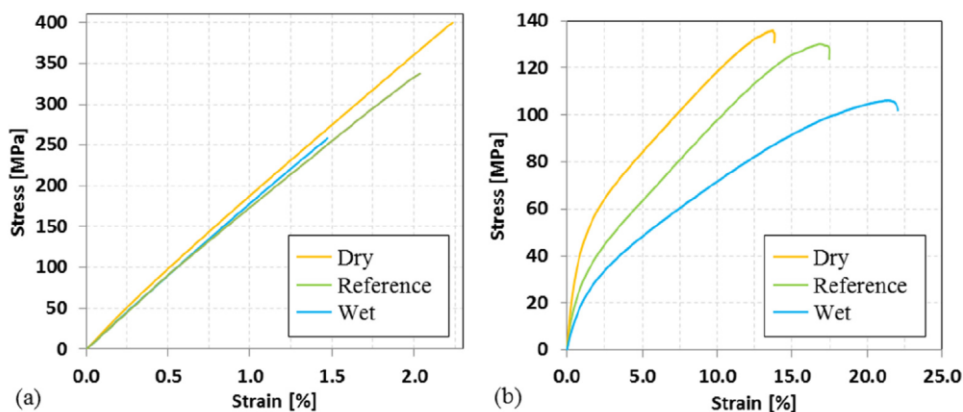 400
350
300
250
200
150
100
50
0
Stress [MPa]
Dry
Reference
Wet
0.0 0.5 1.0 1.5 2.0
(a) Strain [%]
140
120
100
80
60
40
20
0
Stress [MPa]
Dry
Reference
Wet
0.0 5.0 10.0 15.0 20.0 25.0
(b) Strain [%]